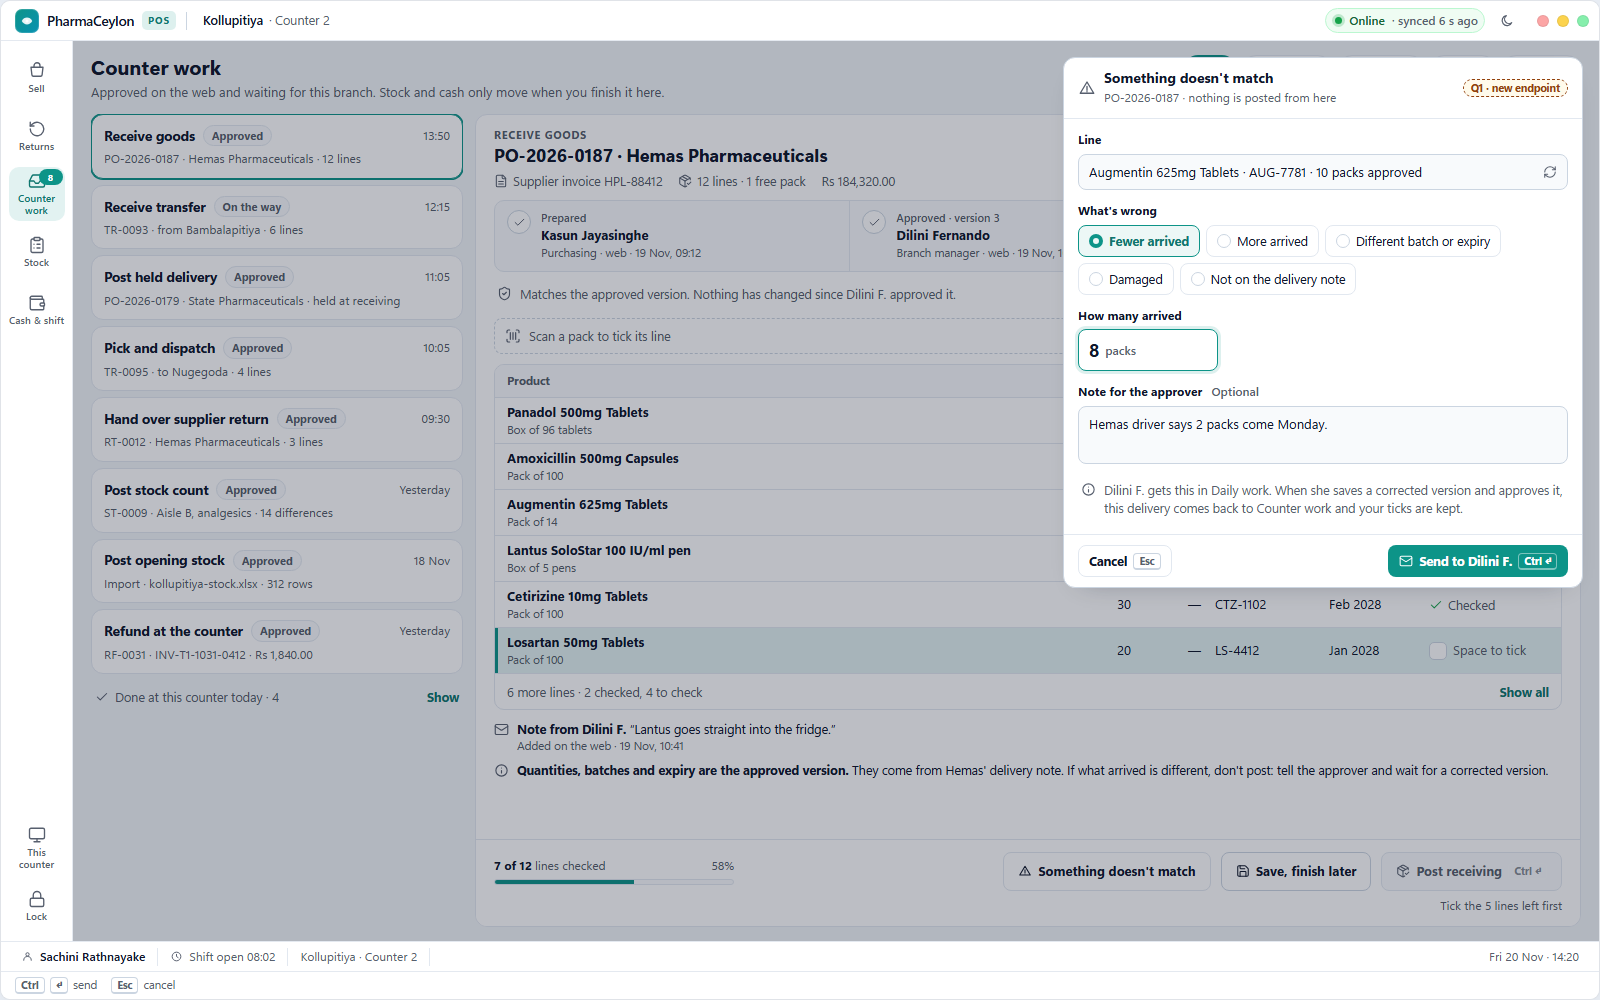 PharmaCeylon POS Kollupitiya · Counter 2
Online · synced 6 s ago
Sell
Returns
8
Counter
work
Stock
Cash & shift
This
counter
Lock
Counter work
Approved on the web and waiting for this branch. Stock and cash only move when you finish it here.
Receive goods Approved 13:50
PO-2026-0187 · Hemas Pharmaceuticals · 12 lines
Receive transfer On the way 12:15
TR-0093 · from Bambalapitiya · 6 lines
Post held delivery Approved 11:05
PO-2026-0179 · State Pharmaceuticals · held at receiving
Pick and dispatch Approved 10:05
TR-0095 · to Nugegoda · 4 lines
Hand over supplier return Approved 09:30
RT-0012 · Hemas Pharmaceuticals · 3 lines
Post stock count Approved Yesterday
ST-0009 · Aisle B, analgesics · 14 differences
Post opening stock Approved 18 Nov
Import · kollupitiya-stock.xlsx · 312 rows
Refund at the counter Approved Yesterday
RF-0031 · INV-T1-1031-0412 · Rs 1,840.00
Done at this counter today · 4 Show
RECEIVE GOODS
PO-2026-0187 · Hemas Pharmaceuticals
Supplier invoice HPL-88412 12 lines · 1 free pack Rs 184,320.00
Prepared
Kasun Jayasinghe
Purchasing · web · 19 Nov, 09:12
Approved · version 3
Dilini Fernando
Branch manager · web · 19 Nov, 1
Matches the approved version. Nothing has changed since Dilini F. approved it.
Scan a pack to tick its line
Product
Panadol 500mg Tablets
Box of 96 tablets
Amoxicillin 500mg Capsules
Pack of 100
Augmentin 625mg Tablets
Pack of 14
Lantus SoloStar 100 IU/ml pen
Box of 5 pens
Cetirizine 10mg Tablets
Pack of 100
30 — CTZ-1102 Feb 2028 Checked
Losartan 50mg Tablets
Pack of 100
20 — LS-4412 Jan 2028 Space to tick
6 more lines · 2 checked, 4 to check Show all
Note from Dilini F. “Lantus goes straight into the fridge.”
Added on the web · 19 Nov, 10:41
Quantities, batches and expiry are the approved version. They come from Hemas' delivery note. If what arrived is different, don't post: tell the approver and wait for a corrected version.
7 of 12 lines checked 58%
Something doesn't match
Save, finish later
Post receiving Ctrl ↵
Tick the 5 lines left first
Something doesn't match
PO-2026-0187 · nothing is posted from here
Q1 · new endpoint
Line
Augmentin 625mg Tablets · AUG-7781 · 10 packs approved
What's wrong
Fewer arrived More arrived Different batch or expiry
Damaged Not on the delivery note
How many arrived
8 packs
Note for the approver Optional
Hemas driver says 2 packs come Monday.
Dilini F. gets this in Daily work. When she saves a corrected version and approves it,
this delivery comes back to Counter work and your ticks are kept.
Cancel Esc
Send to Dilini F. Ctrl ↵
Sachini Rathnayake Shift open 08:02 Kollupitiya · Counter 2 Fri 20 Nov · 14:20
Ctrl ↵ send Esc cancel